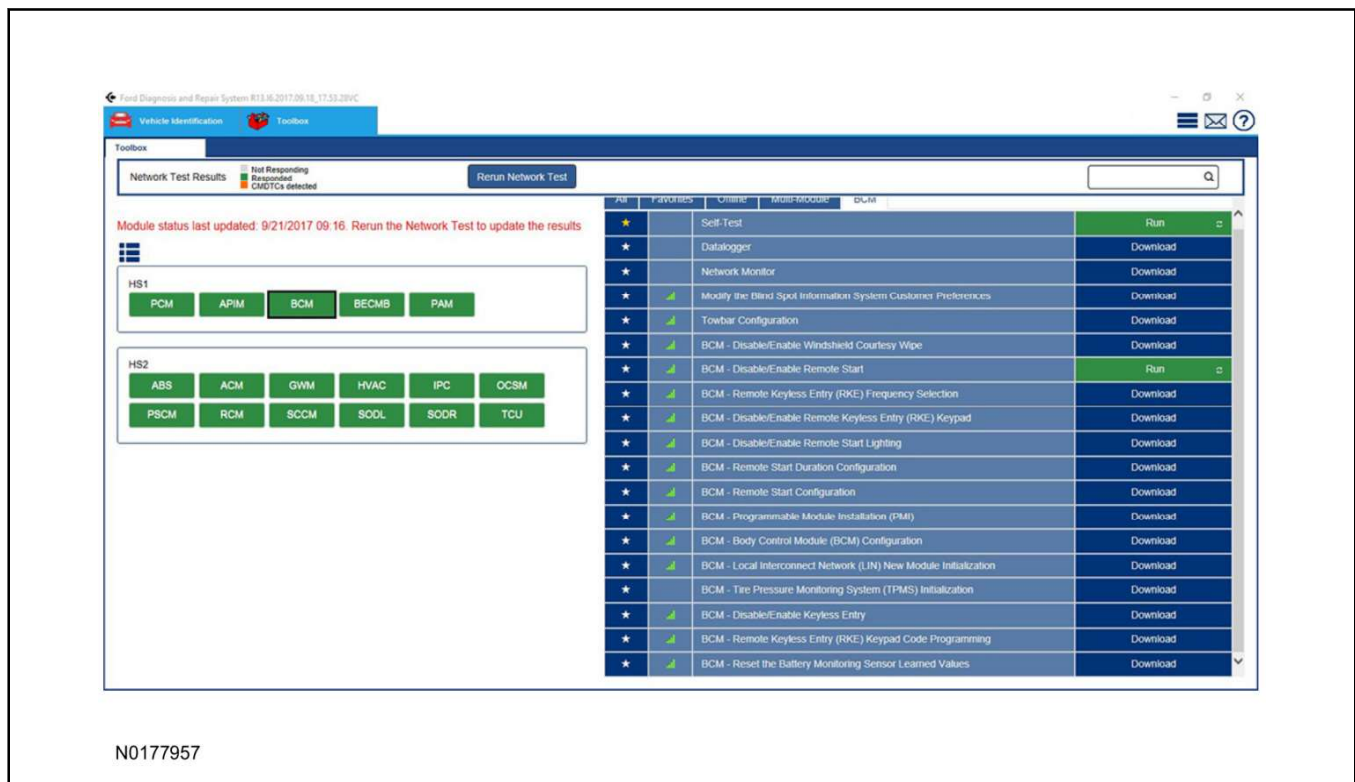 Ford Diagnosis and Repair System R13.I6.2017.09.18_17.53.28VC
Vehicle Identification
Toolbox
Toolbox
Network Test Results
Not Responding
Responded
CMDTCs detected
Rerun Network Test
All Favorites Online Multi-Module BCM
Module status last updated: 9/21/2017 09:16. Rerun the Network Test to update the results
HS1
PCM APIM BCM BECMB PAM
HS2
ABS ACM GWM HVAC IPC OCSM
PSCM RCM SCCM SODL SODR TCU
Self-Test Run
Datalogger Download
Network Monitor Download
Modify the Blind Spot Information System Customer Preferences Download
Towbar Configuration Download
BCM - Disable/Enable Windshield Courtesy Wipe Download
BCM - Disable/Enable Remote Start Run
BCM - Remote Keyless Entry (RKE) Frequency Selection Download
BCM - Disable/Enable Remote Keyless Entry (RKE) Keypad Download
BCM - Disable/Enable Remote Start Lighting Download
BCM - Remote Start Duration Configuration Download
BCM - Remote Start Configuration Download
BCM - Programmable Module Installation (PMI) Download
BCM - Body Control Module (BCM) Configuration Download
BCM - Local Interconnect Network (LIN) New Module Initialization Download
BCM - Tire Pressure Monitoring System (TPMS) Initialization Download
BCM - Disable/Enable Keyless Entry Download
BCM - Remote Keyless Entry (RKE) Keypad Code Programming Download
BCM - Reset the Battery Monitoring Sensor Learned Values Download
N0177957